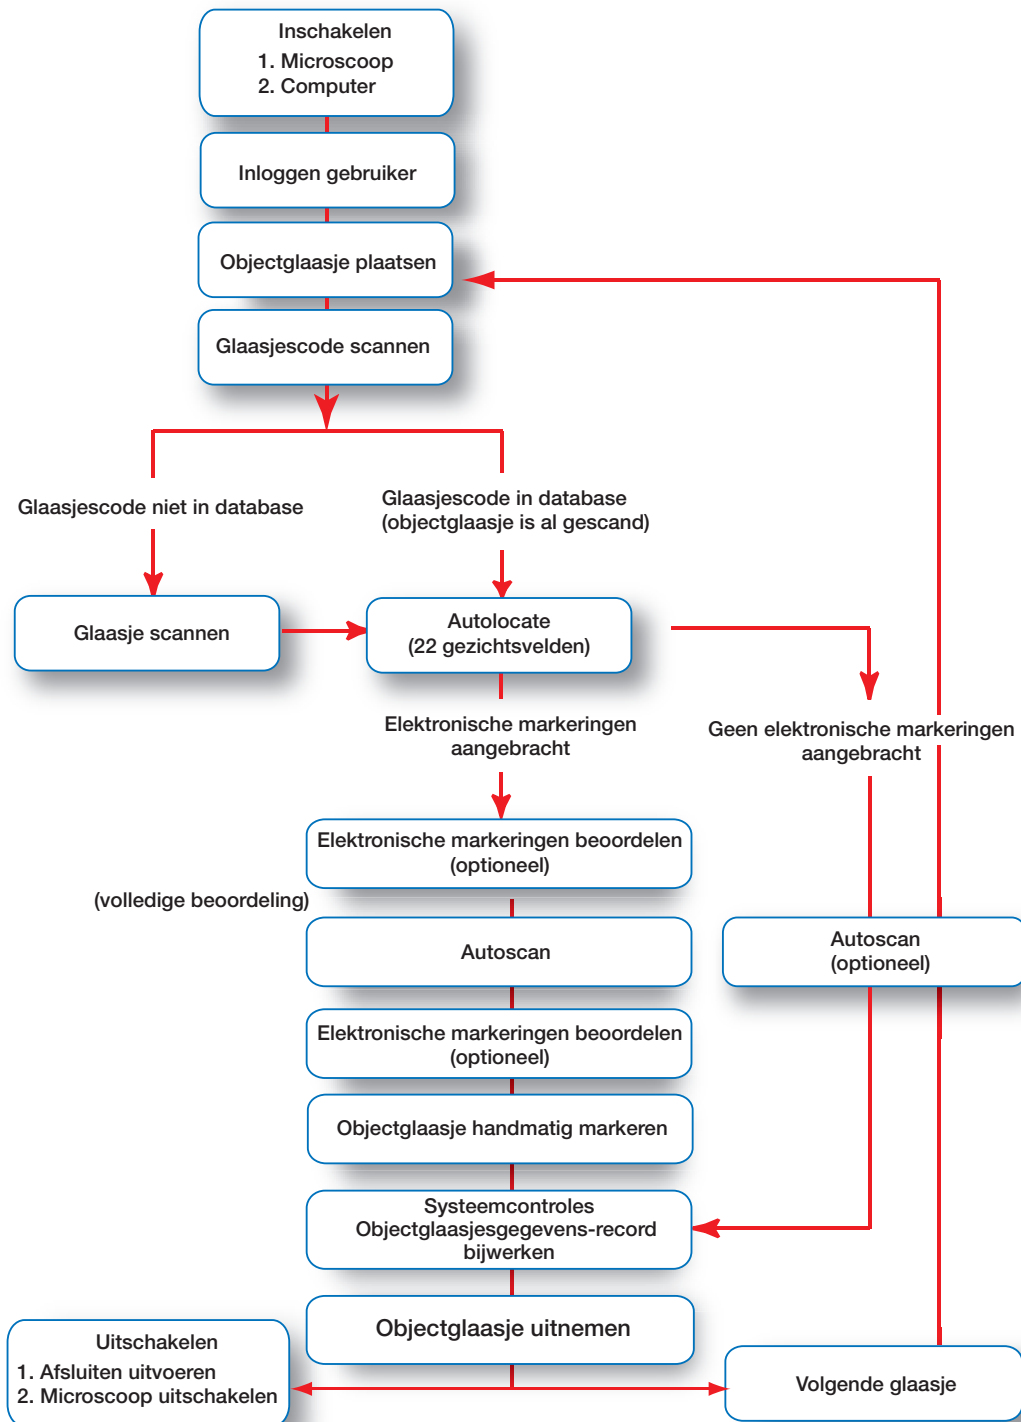 Inschakelen
1. Microscoop
2. Computer
Inloggen gebruiker
Objectglaasje plaatsen
Glaasjescode scannen
Glaasjescode niet in database
Glaasjescode in database
(objectglaasje is al gescand)
Glaasje scannen
Autolocate
(22 gezichtsvelden)
Elektronische markeringen
aangebracht
Geen elektronische markeringen
aangebracht
Elektronische markeringen beoordelen
(optioneel)
(volledige beoordeling)
Autoscan
Autoscan
(optioneel)
Elektronische markeringen beoordelen
(optioneel)
Objectglaasje handmatig markeren
Systeemcontroles
Objectglaasjesgegevens-record
bijwerken
Objectglaasje uitnemen
Uitschakelen
1. Afsluiten uitvoeren
2. Microscoop uitschakelen
Volgende glaasje